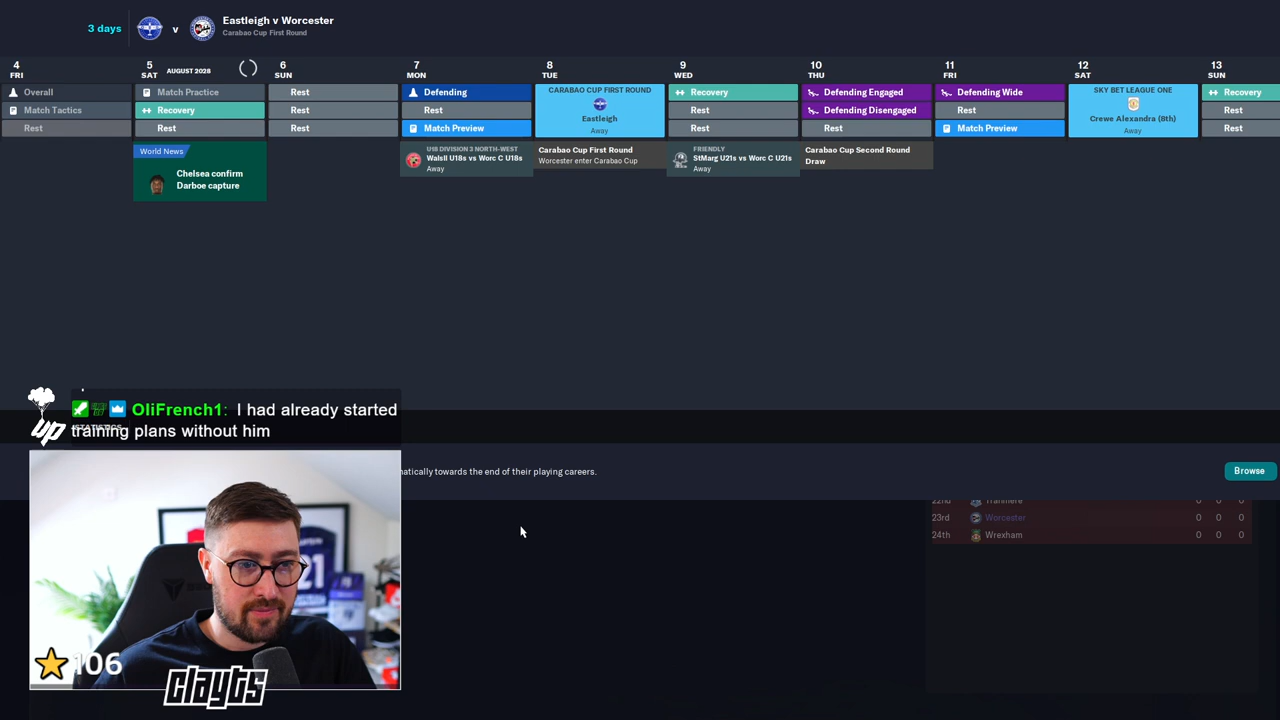 3 days
v
Eastleigh v Worcester
Carabao Cup First Round
4
FRI
5
SAT
AUGUST 2028
6
SUN
7
MON
8
TUE
9
WED
10
THU
11
FRI
12
SAT
13
SUN
Overall
Match Tactics
Rest
Match Practice
Recovery
Rest
World News
Chelsea confirm
Darboe capture
Rest
Rest
Rest
Defending
Rest
Match Preview
U18 DIVISION 3 NORTH-WEST
Walsll U18s vs Worc C U18s
Away
CARABAO CUP FIRST ROUND
Eastleigh
Away
Carabao Cup First Round
Worcester enter Carabao Cup
Recovery
Rest
Rest
FRIENDLY
StMarg U21s vs Worc C U21s
Away
Defending Engaged
Defending Disengaged
Rest
Carabao Cup Second Round
Draw
Defending Wide
Rest
Match Preview
SKY BET LEAGUE ONE
Crewe Alexandra (8th)
Away
Recovery
Rest
Rest
OliFrench1: I had already started
training plans without him
STATISTICS
up
matically towards the end of their playing careers.
Browse
22nd Tranmere 0 0 0
23rd Worcester 0 0 0
24th Wrexham 0 0 0
21
106
clayts